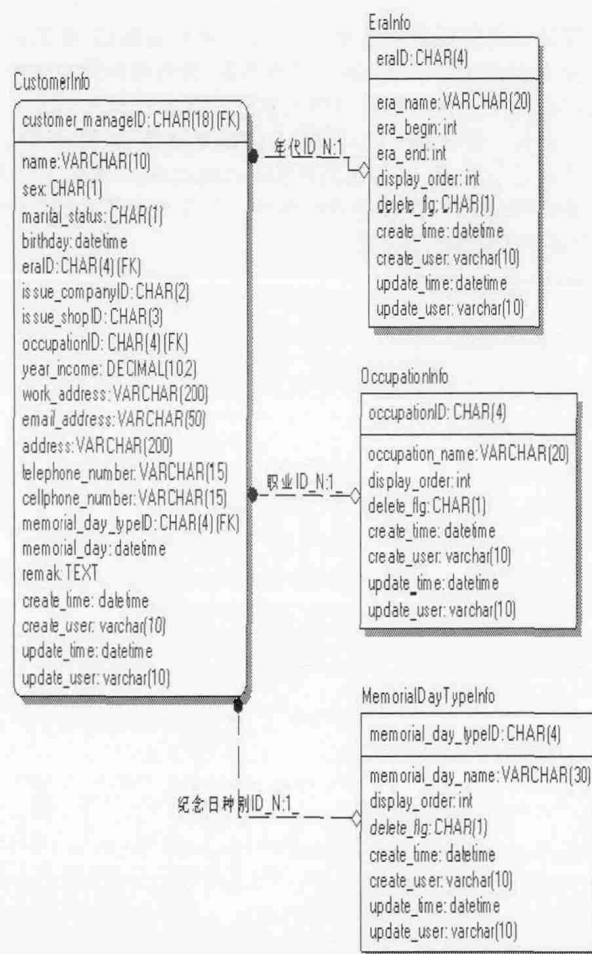 CustomerInfo
customer_manageID: CHAR(18)(FK)
name: VARCHAR(10)
sex: CHAR(1)
marital_status: CHAR(1)
birthday: datetime
eraID: CHAR(4)(FK)
issue_companyID: CHAR(2)
issue_shopID: CHAR(3)
occupationID: CHAR(4)(FK)
year_income: DECIMAL(10,2)
work_address: VARCHAR(200)
email_address: VARCHAR(50)
address: VARCHAR(200)
telephone_number: VARCHAR(15)
cellphone_number: VARCHAR(15)
memorial_day_typeID: CHAR(4)(FK)
memorial_day: datetime
remak: TEXT
create_time: datetime
create_user: varchar(10)
update_time: datetime
update_user: varchar(10)
年代ID_N:1_
EraInfo
eraID: CHAR(4)
era_name: VARCHAR(20)
era_begin: int
era_end: int
display_order: int
delete_flg: CHAR(1)
create_time: datetime
create_user: varchar(10)
update_time: datetime
update_user: varchar(10)
职业ID_N:1_
OccupationInfo
occupationID: CHAR(4)
occupation_name: VARCHAR(20)
display_order: int
delete_flg: CHAR(1)
create_time: datetime
create_user: varchar(10)
update_time: datetime
update_user: varchar(10)
纪念日种别ID_N:1_
MemorialDayTypeInfo
memorial_day_typeID: CHAR(4)
memorial_day_name: VARCHAR(30)
display_order: int
delete_flg: CHAR(1)
create_time: datetime
create_user: varchar(10)
update_time: datetime
update_user: varchar(10)